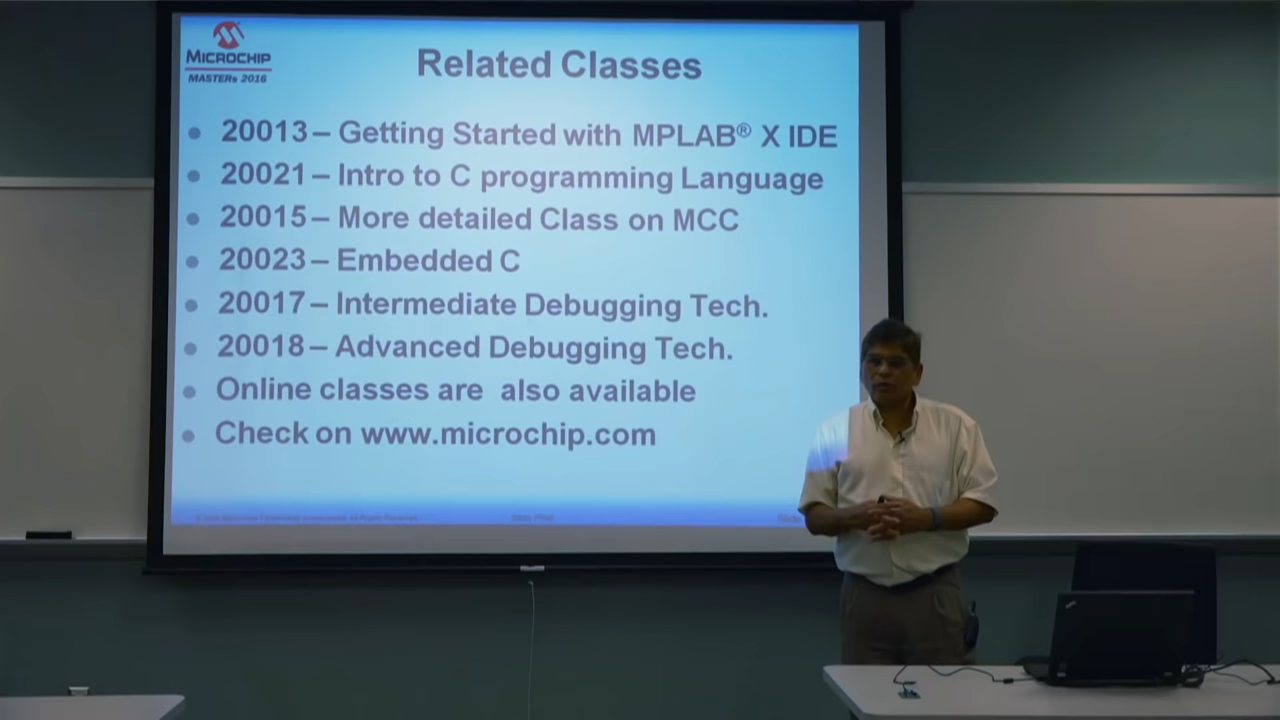 MICROCHIP
MASTERs 2016
Related Classes
• 20013 – Getting Started with MPLAB® X IDE
• 20021 – Intro to C programming Language
• 20015 – More detailed Class on MCC
• 20023 – Embedded C
• 20017 – Intermediate Debugging Tech.
• 20018 – Advanced Debugging Tech.
• Online classes are also available
• Check on www.microchip.com
Slide